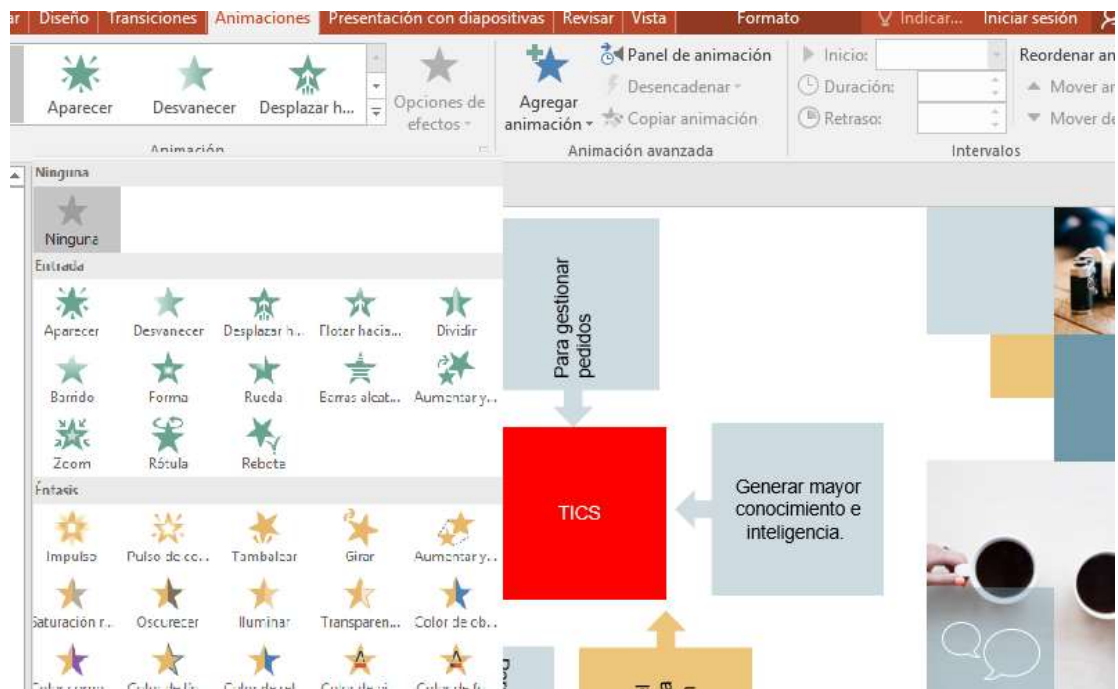 Diseño Transiciones Animaciones Presentación con diapositivas Revisar Vista Formato Indicar... Iniciar sesión
Aparecer Desvanecer Desplazar h...
Opciones de
efectos
Agregar
animación
Panel de animación
Desencadenar
Copiar animación
Inicio:
Duración:
Retraso:
Reordenar an
Mover an
Mover de
Animación
Animación avanzada
Intervalos
Ninguna
Ninguna
Entrada
Aparecer Desvanecer Desplazar h... Flotar hacia... Dividir
Barrido Forma Rueda Barras aleat... Aumentar y...
Zoom Rótula Rebote
Énfasis
Impulso Pulso de co... Tambalear Girar Aumentar y...
Saturación r... Oscurecer Iluminar Transparen... Color de ob...
Para gestionar
pedidos
TICS
Generar mayor
conocimiento e
inteligencia.